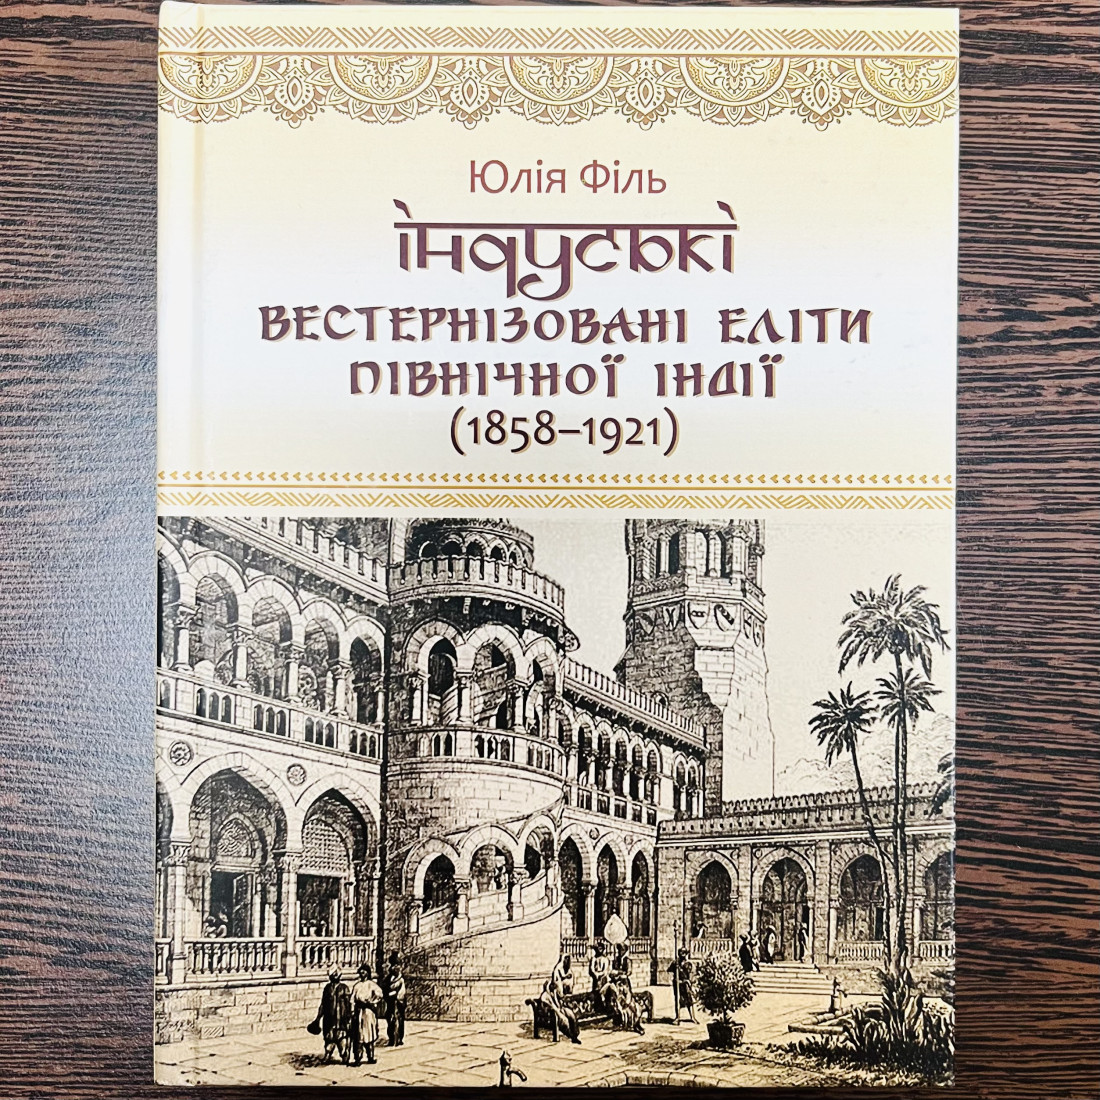 Юлія Філь
індуські
ВЕСТЕРНІЗОВАНІ ЕЛІТИ
ПІВНІЧНОЇ ІНДІЇ
(1858–1921)